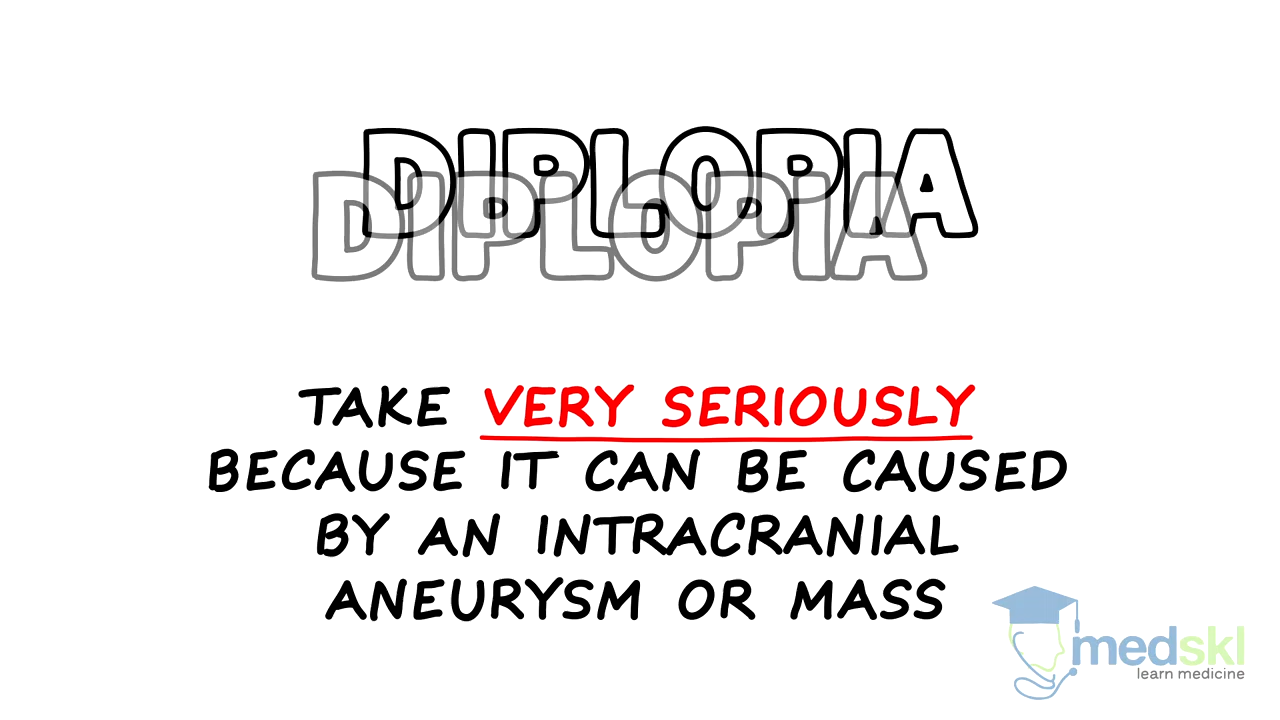 DIPLOPIA
DIPLOPIA
TAKE VERY SERIOUSLY
BECAUSE IT CAN BE CAUSED
BY AN INTRACRANIAL
ANEURYSM OR MASS
medskl
learn medicine